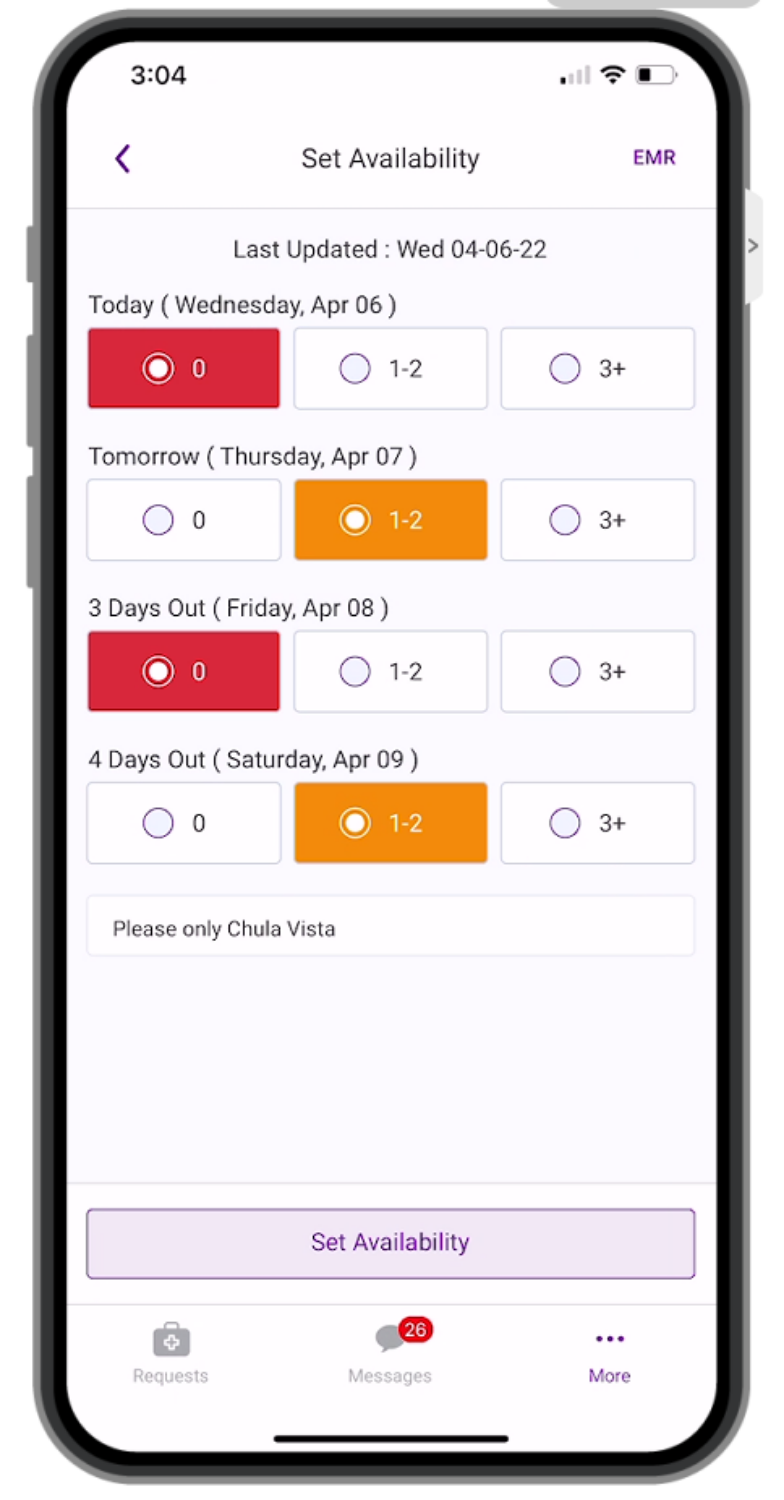 3:04
Set Availability EMR
Last Updated : Wed 04-06-22
Today ( Wednesday, Apr 06 )
0 1-2 3+
Tomorrow ( Thursday, Apr 07 )
0 1-2 3+
3 Days Out ( Friday, Apr 08 )
0 1-2 3+
4 Days Out ( Saturday, Apr 09 )
0 1-2 3+
Please only Chula Vista
Set Availability
26
Requests Messages More